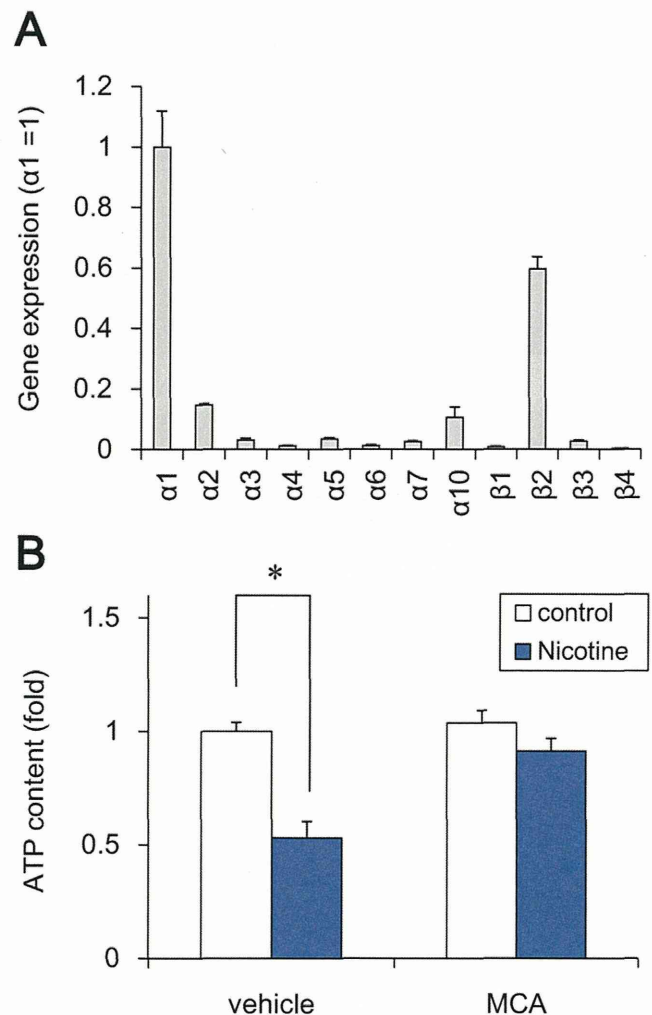 A
Gene expression (α1 =1)
1.2
1
0.8
0.6
0.4
0.2
0
α1
α2
α3
α4
α5
α6
α7
α10
β1
β2
β3
β4
B
ATP content (fold)
1.5
1
0.5
0
*
control
Nicotine
vehicle
MCA